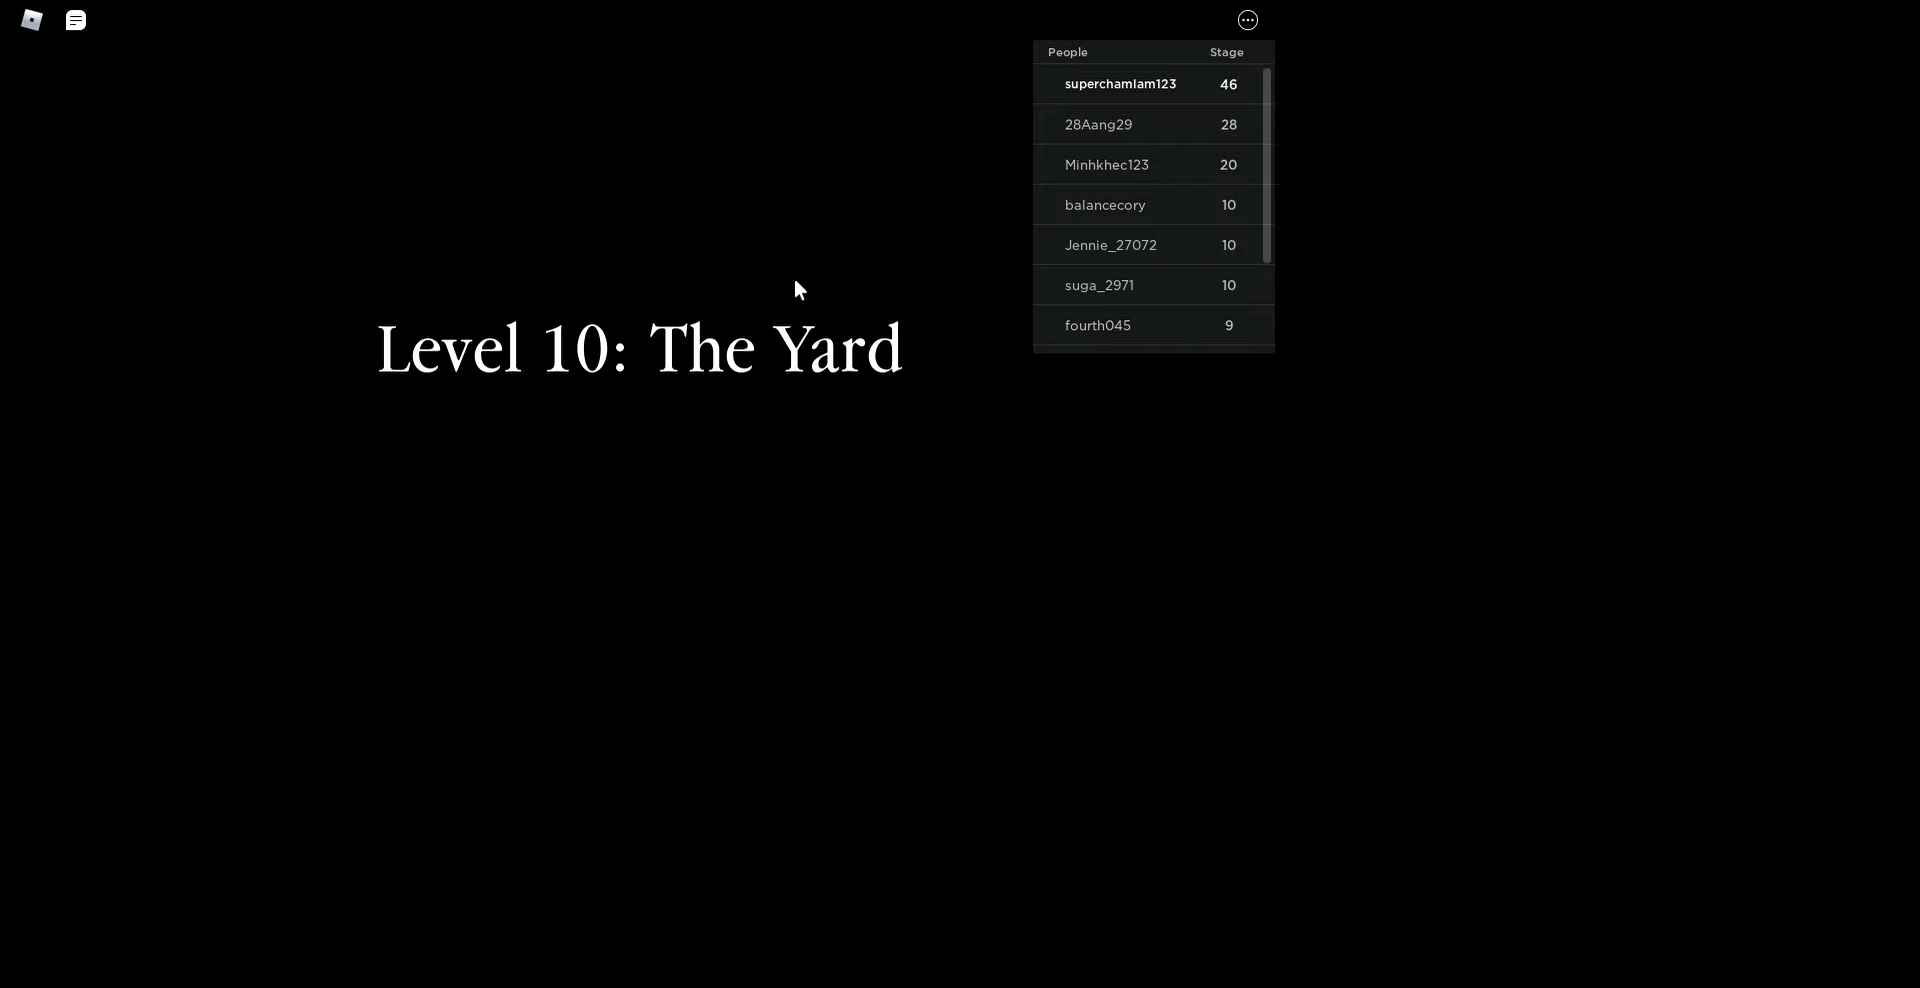 People Stage
superchamlam123 46
28Aang29 28
Minhkhec123 20
balancecory 10
Jennie_27072 10
suga_2971 10
fourth045 9
Level 10: The Yard